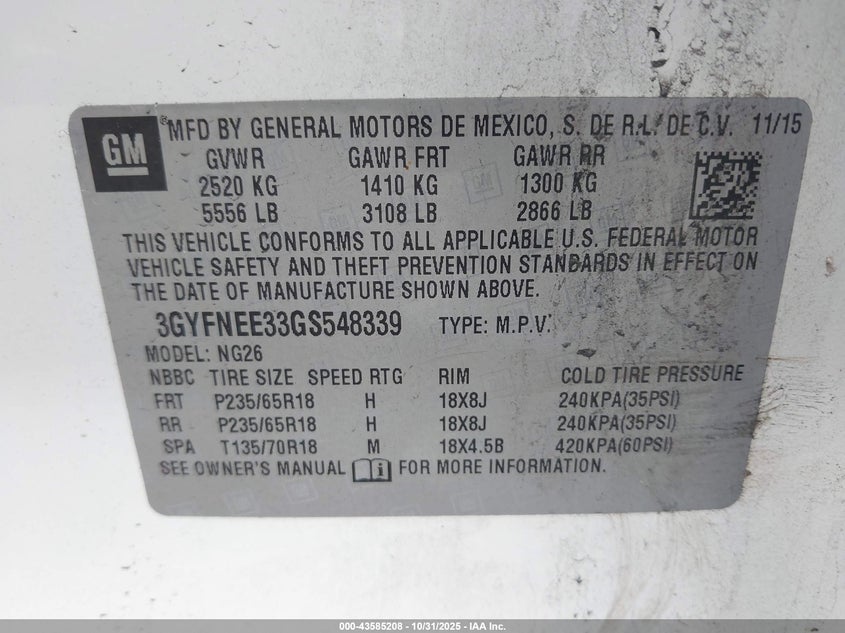 GM
® MFD BY GENERAL MOTORS DE MEXICO, S. DE R.L. DE C.V. 11/15
GVWR GAWR FRT GAWR RR
2520 KG 1410 KG 1300 KG
5556 LB 3108 LB 2866 LB
THIS VEHICLE CONFORMS TO ALL APPLICABLE U.S. FEDERAL MOTOR
VEHICLE SAFETY AND THEFT PREVENTION STANDARDS IN EFFECT ON
THE DATE OF MANUFACTURE SHOWN ABOVE.
3GYFNEE33GS548339 TYPE: M.P.V.
MODEL: NG26
NBBC TIRE SIZE SPEED RTG RIM COLD TIRE PRESSURE
FRT P235/65R18 H 18X8J 240KPA(35PSI)
RR P235/65R18 H 18X8J 240KPA(35PSI)
SPA T135/70R18 M 18X4.5B 420KPA(60PSI)
SEE OWNER'S MANUAL i FOR MORE INFORMATION.
000-43585208 - 10/31/2025 - IAA Inc.